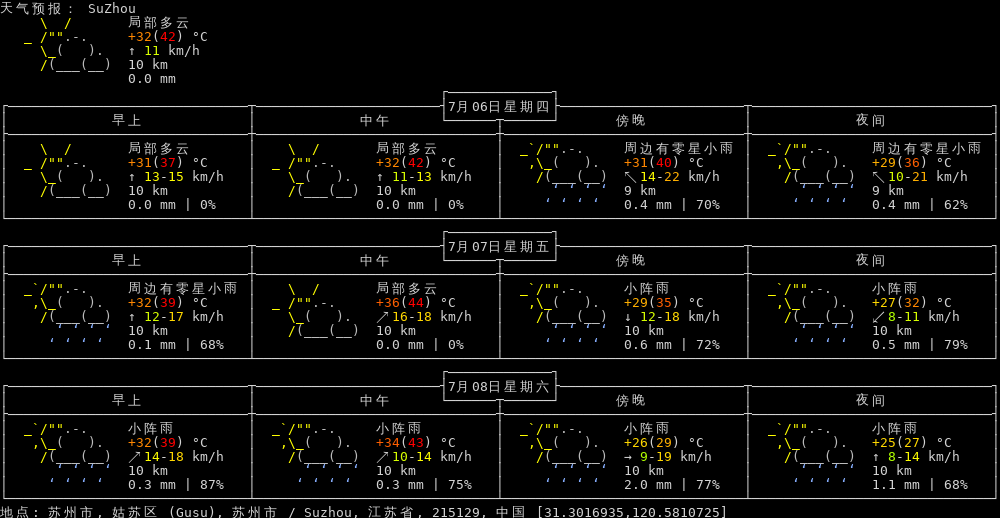 天气预报： SuZhou
局部多云
+32(42) °C
↑ 11 km/h
10 km
0.0 mm
7月06日星期四
早上 中午 傍晚 夜间
局部多云 局部多云 周边有零星小雨 周边有零星小雨
+31(37) °C +32(42) °C +31(40) °C +29(36) °C
↑ 13-15 km/h ↑ 11-13 km/h ↖ 14-22 km/h ↖ 10-21 km/h
10 km 10 km 9 km 9 km
0.0 mm | 0% 0.0 mm | 0% 0.4 mm | 70% 0.4 mm | 62%
7月07日星期五
早上 中午 傍晚 夜间
周边有零星小雨 局部多云 小阵雨 小阵雨
+32(39) °C +36(44) °C +29(35) °C +27(32) °C
↑ 12-17 km/h ↗ 16-18 km/h ↓ 12-18 km/h ↙ 8-11 km/h
10 km 10 km 10 km 10 km
0.1 mm | 68% 0.0 mm | 0% 0.6 mm | 72% 0.5 mm | 79%
7月08日星期六
早上 中午 傍晚 夜间
小阵雨 小阵雨 小阵雨 小阵雨
+32(39) °C +34(43) °C +26(29) °C +25(27) °C
↗ 14-18 km/h ↗ 10-14 km/h → 9-19 km/h ↑ 8-14 km/h
10 km 10 km 10 km 10 km
0.3 mm | 87% 0.3 mm | 75% 2.0 mm | 77% 1.1 mm | 68%
地点: 苏州市, 姑苏区 (Gusu), 苏州市 / Suzhou, 江苏省, 215129, 中国 [31.3016935,120.5810725]